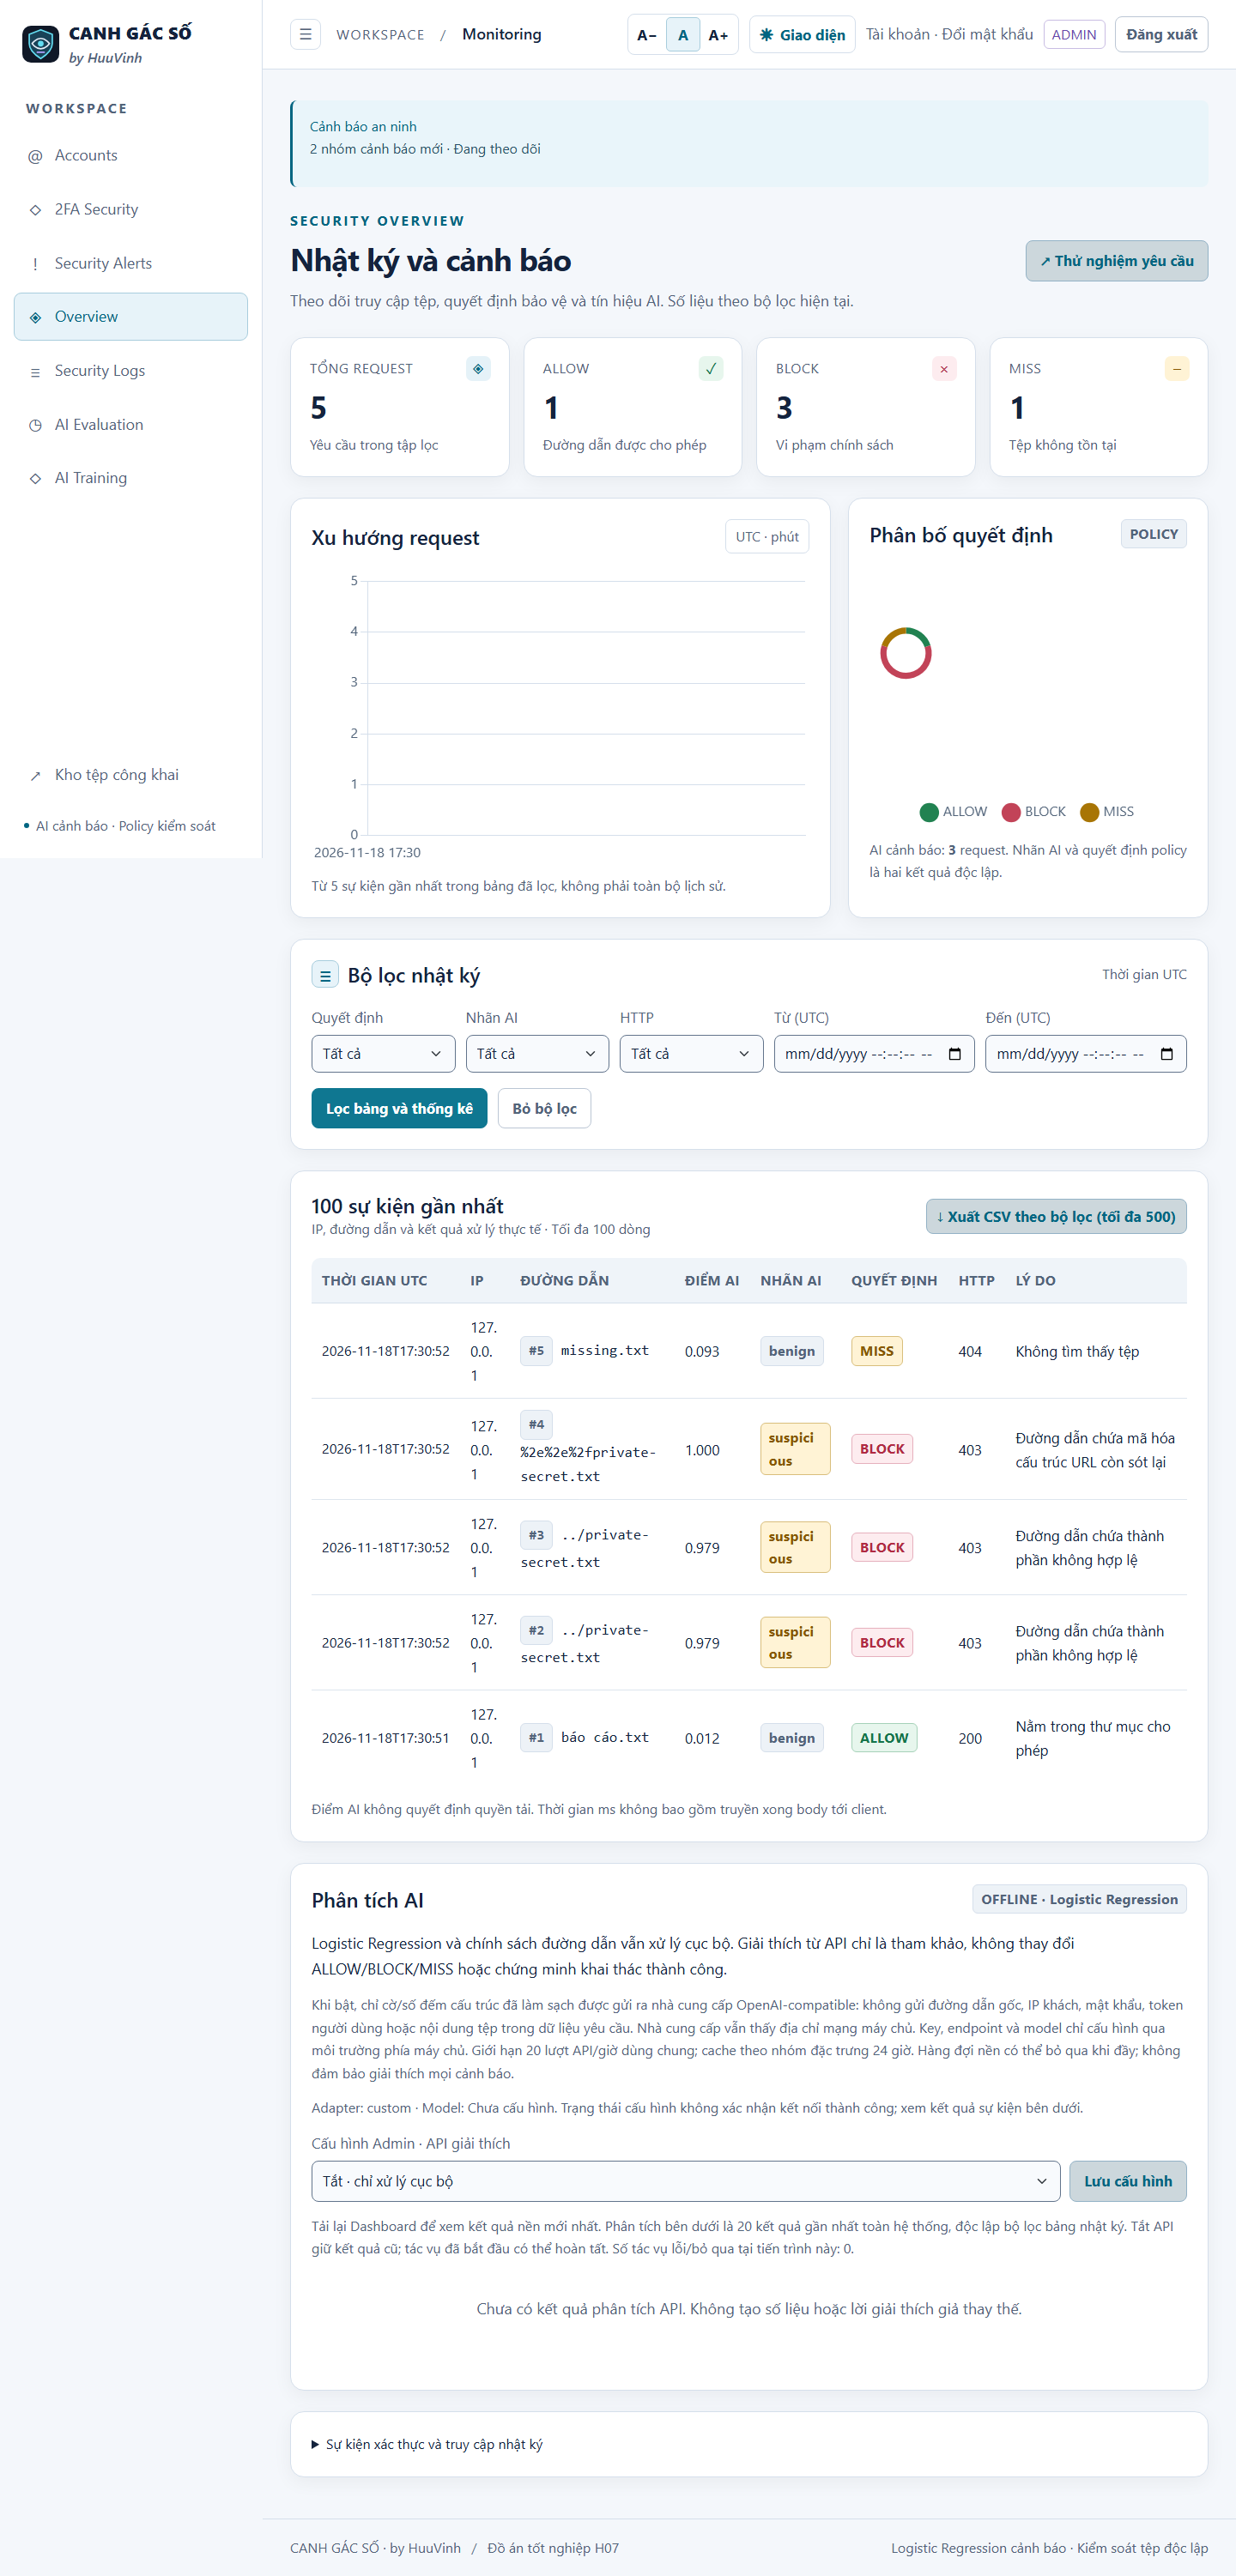 CANH GÁC SỐ
by HuuVinh
WORKSPACE
@ Accounts
2FA Security
! Security Alerts
Overview
Security Logs
AI Evaluation
AI Training
Kho tệp công khai
AI cảnh báo · Policy kiểm soát
WORKSPACE / Monitoring
A− A A+
Giao diện
Tài khoản · Đổi mật khẩu
ADMIN
Đăng xuất
Cảnh báo an ninh
2 nhóm cảnh báo mới · Đang theo dõi
SECURITY OVERVIEW
Nhật ký và cảnh báo
↗ Thử nghiệm yêu cầu
Theo dõi truy cập tệp, quyết định bảo vệ và tín hiệu AI. Số liệu theo bộ lọc hiện tại.
TỔNG REQUEST
5
Yêu cầu trong tập lọc
ALLOW ✓
1
Đường dẫn được cho phép
BLOCK ×
3
Vi phạm chính sách
MISS −
1
Tệp không tồn tại
Xu hướng request
UTC · phút
5
4
3
2
1
0
2026-11-18 17:30
Từ 5 sự kiện gần nhất trong bảng đã lọc, không phải toàn bộ lịch sử.
Phân bố quyết định
POLICY
ALLOW BLOCK MISS
AI cảnh báo: 3 request. Nhãn AI và quyết định policy
là hai kết quả độc lập.
Bộ lọc nhật ký
Thời gian UTC
Quyết định Nhãn AI HTTP Từ (UTC) Đến (UTC)
Tất cả Tất cả Tất cả mm/dd/yyyy --:--:-- -- mm/dd/yyyy --:--:-- --
Lọc bảng và thống kê
Bỏ bộ lọc
100 sự kiện gần nhất
IP, đường dẫn và kết quả xử lý thực tế · Tối đa 100 dòng
↓ Xuất CSV theo bộ lọc (tối đa 500)
THỜI GIAN UTC IP ĐƯỜNG DẪN ĐIỂM AI NHÃN AI QUYẾT ĐỊNH HTTP LÝ DO
2026-11-18T17:30:52 127.0.0.1 #5 missing.txt 0.093 benign MISS 404 Không tìm thấy tệp
2026-11-18T17:30:52 127.0.0.1 #4 %2e%2e%2fprivate-secret.txt 1.000 suspicious BLOCK 403 Đường dẫn chứa mã hóa cấu trúc URL còn sót lại
2026-11-18T17:30:52 127.0.0.1 #3 ../private-secret.txt 0.979 suspicious BLOCK 403 Đường dẫn chứa thành phần không hợp lệ
2026-11-18T17:30:52 127.0.0.1 #2 ../private-secret.txt 0.979 suspicious BLOCK 403 Đường dẫn chứa thành phần không hợp lệ
2026-11-18T17:30:51 127.0.0.1 #1 báo cáo.txt 0.012 benign ALLOW 200 Nằm trong thư mục cho phép
Điểm AI không quyết định quyền tải. Thời gian ms không bao gồm truyền xong body tới client.
Phân tích AI
OFFLINE · Logistic Regression
Logistic Regression và chính sách đường dẫn vẫn xử lý cục bộ. Giải thích từ API chỉ là tham khảo, không thay đổi
ALLOW/BLOCK/MISS hoặc chứng minh khai thác thành công.
Khi bật, chỉ cờ/số đếm cấu trúc đã làm sạch được gửi ra nhà cung cấp OpenAI-compatible: không gửi đường dẫn gốc, IP khách, mật khẩu, token
người dùng hoặc nội dung tệp trong dữ liệu yêu cầu. Nhà cung cấp vẫn thấy địa chỉ mạng máy chủ. Key, endpoint và model chỉ cấu hình qua
môi trường phía máy chủ. Giới hạn 20 lượt API/giờ dùng chung; cache theo nhóm đặc trưng 24 giờ. Hàng đợi nền có thể bỏ qua khi đầy; không
đảm bảo giải thích mọi cảnh báo.
Adapter: custom · Model: Chưa cấu hình. Trạng thái cấu hình không xác nhận kết nối thành công; xem kết quả sự kiện bên dưới.
Cấu hình Admin · API giải thích
Tắt · chỉ xử lý cục bộ
Lưu cấu hình
Tải lại Dashboard để xem kết quả nền mới nhất. Phân tích bên dưới là 20 kết quả gần nhất toàn hệ thống, độc lập bộ lọc bảng nhật ký. Tắt API
giữ kết quả cũ; tác vụ đã bắt đầu có thể hoàn tất. Số tác vụ lỗi/bỏ qua tại tiến trình này: 0.
Chưa có kết quả phân tích API. Không tạo số liệu hoặc lời giải thích giả thay thế.
▶ Sự kiện xác thực và truy cập nhật ký
CANH GÁC SỐ · by HuuVinh / Đồ án tốt nghiệp H07
Logistic Regression cảnh báo · Kiểm soát tệp độc lập